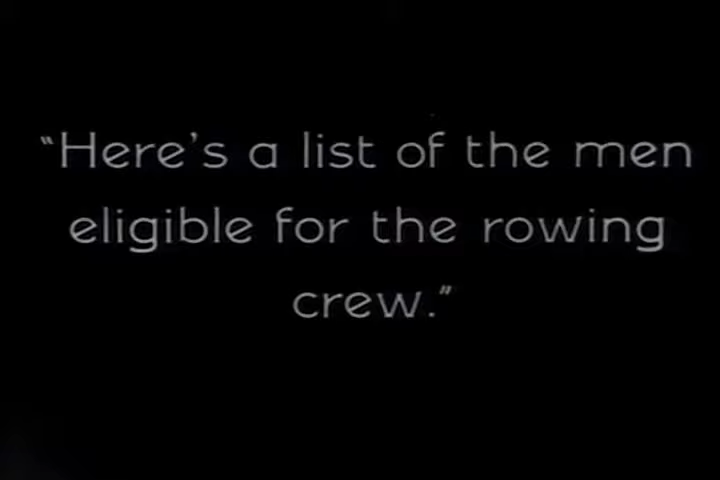 "Here's a list of the men
eligible for the rowing
crew."